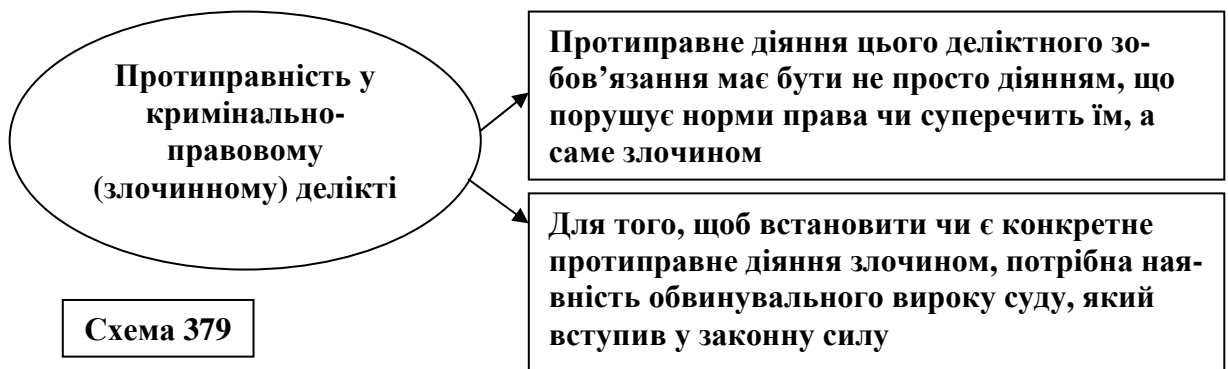 Протиправність у
кримінально-
правовому
(злочинному) делікті
Протиправне діяння цього деліктного зо-
бов’язання має бути не просто діянням, що
порушує норми права чи суперечить їм, а
саме злочином
Для того, щоб встановити чи є конкретне
протиправне діяння злочином, потрібна ная-
вність обвинувального вироку суду, який
вступив у законну силу
Схема 379